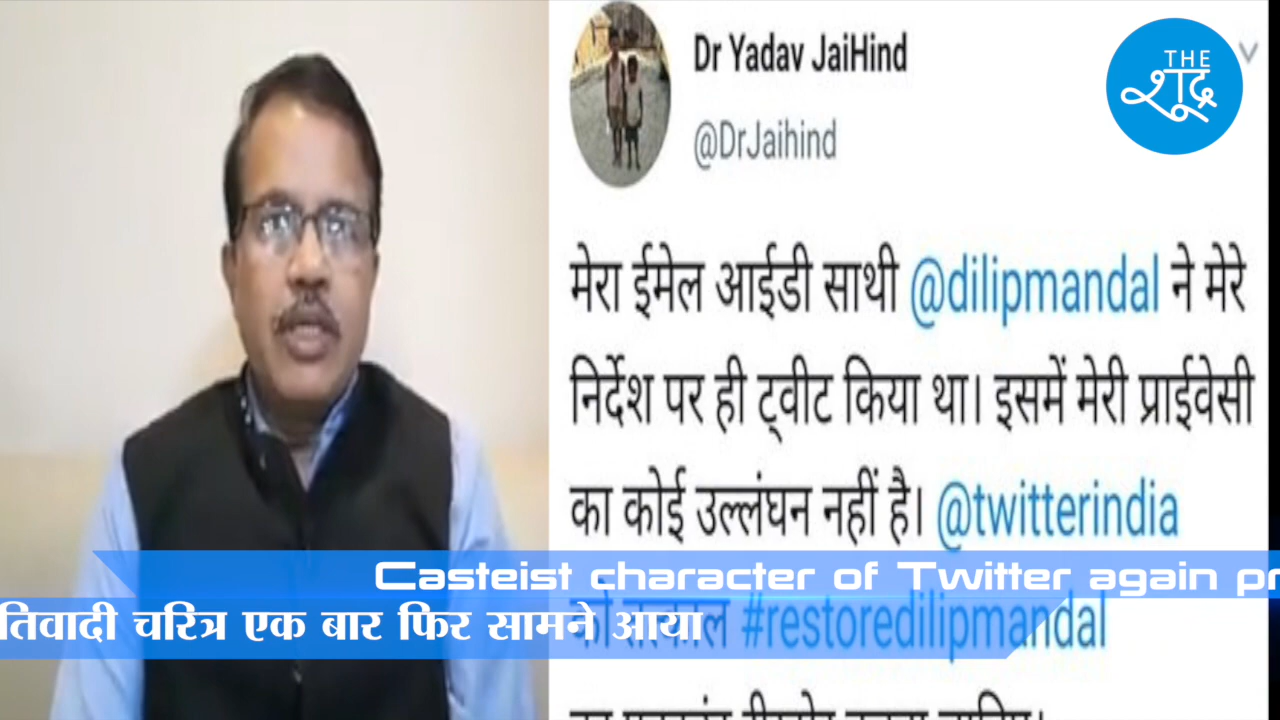 Dr Yadav JaiHind
@DrJaihind
THE
शूद्र
मेरा ईमेल आईडी साथी @dilipmandal ने मेरे
निर्देश पर ही ट्वीट किया था। इसमें मेरी प्राईवेसी
का कोई उल्लंघन नहीं है। @twitterindia
को तत्काल #restoredilipmandal
Casteist character of Twitter again pr
तिवादी चरित्र एक बार फिर सामने आया